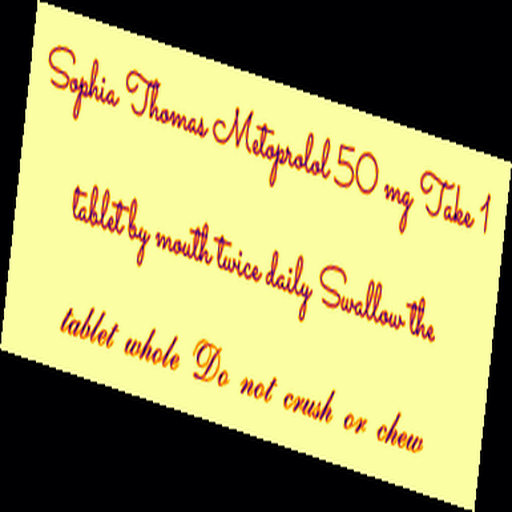 Sophia Thomas Metoprolol 50 mg Take 1
tablet by mouth twice daily Swallow the
tablet whole Do not crush or chew